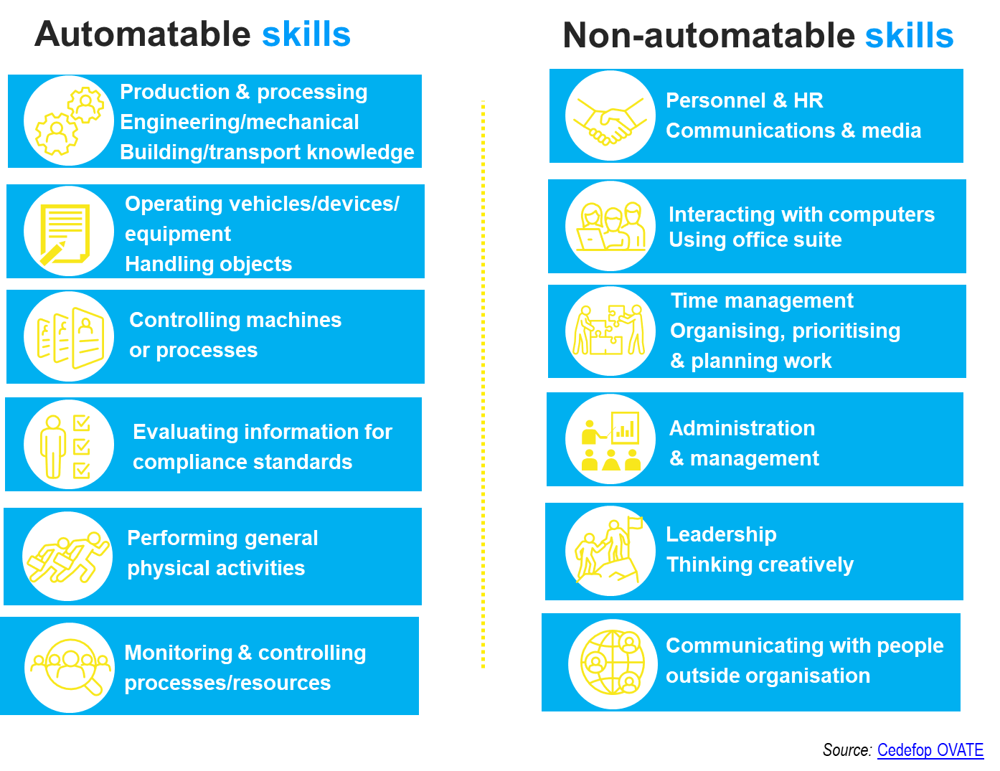 Automatable skills
Production & processing
Engineering/mechanical
Building/transport knowledge
Operating vehicles/devices/
equipment
Handling objects
Controlling machines
or processes
Evaluating information for
compliance standards
Performing general
physical activities
Monitoring & controlling
processes/resources
Non-automatable skills
Personnel & HR
Communications & media
Interacting with computers
Using office suite
Time management
Organising, prioritising
& planning work
Administration
& management
Leadership
Thinking creatively
Communicating with people
outside organisation
Source: Cedefop OVATE